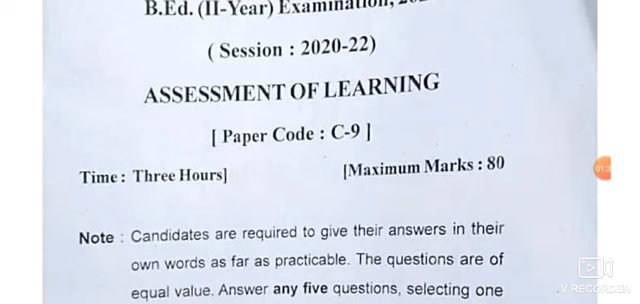 B.Ed. (II-Year) Examination,
( Session : 2020-22)
ASSESSMENT OF LEARNING
[ Paper Code : C-9 ]
Time : Three Hours]
[Maximum Marks : 80
Note : Candidates are required to give their answers in their
own words as far as practicable. The questions are of
equal value. Answer any five questions, selecting one
V RECORDER